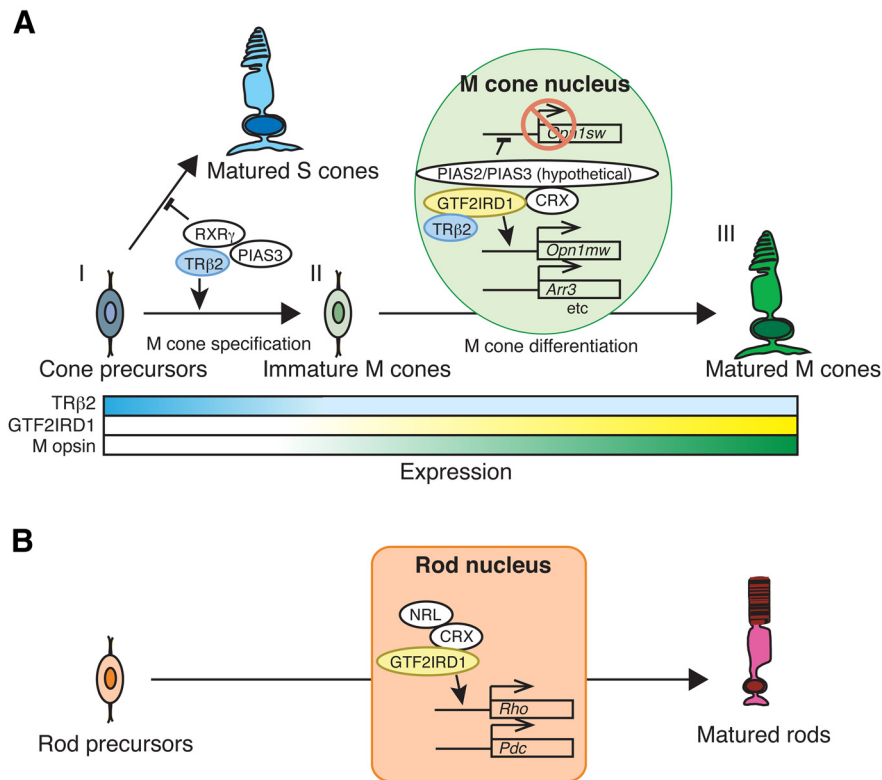 A
M cone nucleus
Opn1sw
Matured S cones
PIAS2/PIAS3 (hypothetical)
GTF2IRD1
CRX
TRβ2
RXRγ
TRβ2
PIAS3
Opn1mw
Arr3
etc
I
II
III
M cone specification
M cone differentiation
Cone precursors
Immature M cones
Matured M cones
TRβ2
GTF2IRD1
M opsin
Expression
B
Rod nucleus
NRL
CRX
GTF2IRD1
Rho
Pdc
Rod precursors
Matured rods